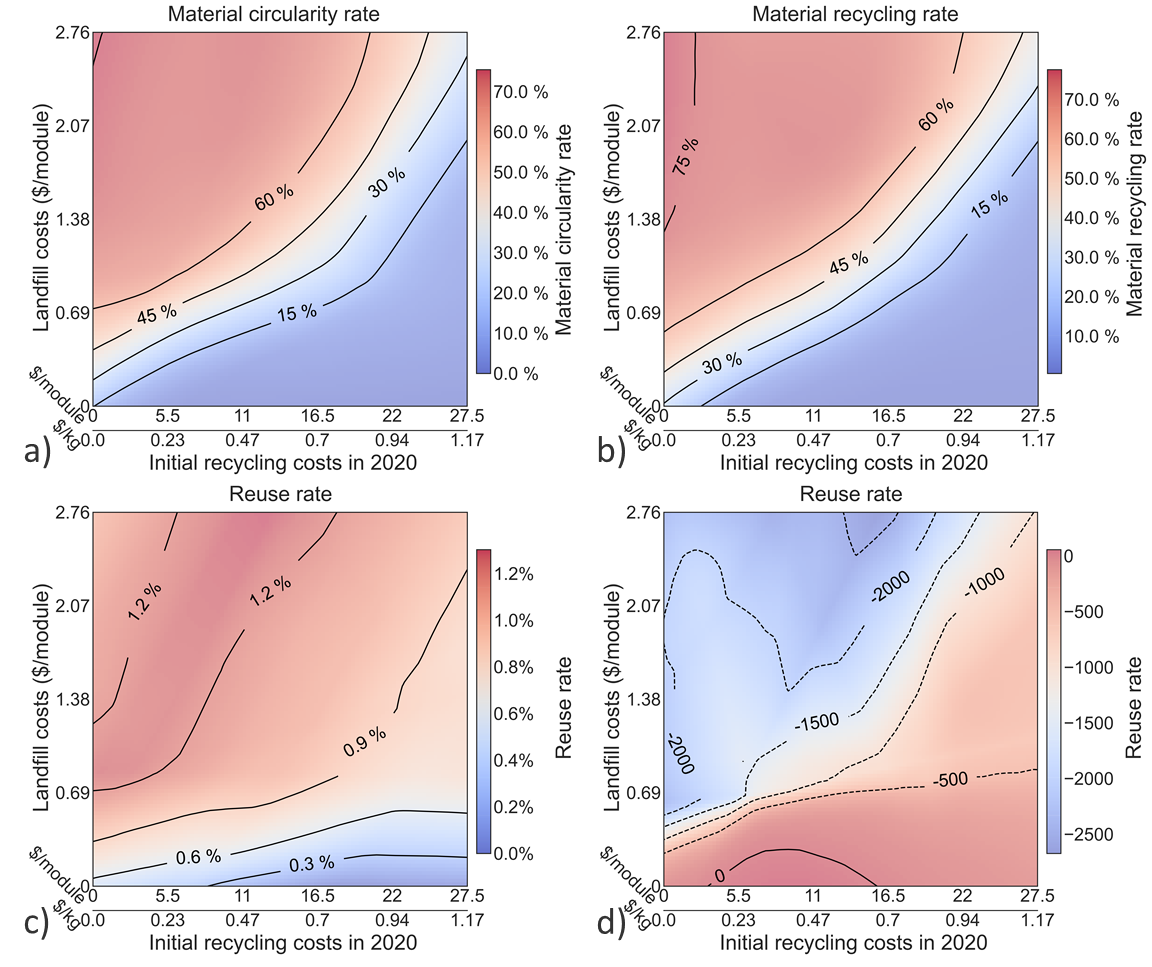 Material circularity rate
2.76
2.07
1.38
0.69
0
Landfill costs ($/module)
60 %
45 %
30 %
15 %
70.0 %
60.0 %
50.0 %
40.0 %
30.0 %
20.0 %
10.0 %
0.0 %
Material circularity rate
$/module
0 5.5 11 16.5 22 27.5
$/kg
0.0 0.23 0.47 0.7 0.94 1.17
Initial recycling costs in 2020
a)
Material recycling rate
2.76
2.07
1.38
0.69
0
Landfill costs ($/module)
75 %
60 %
45 %
30 %
15 %
70.0 %
60.0 %
50.0 %
40.0 %
30.0 %
20.0 %
10.0 %
Material recycling rate
$/module
0 5.5 11 16.5 22 27.5
$/kg
0.0 0.23 0.47 0.7 0.94 1.17
Initial recycling costs in 2020
b)
Reuse rate
2.76
2.07
1.38
0.69
0
Landfill costs ($/module)
1.2 %
1.2 %
0.9 %
0.6 %
0.3 %
1.2%
1.0%
0.8%
0.6%
0.4%
0.2%
0.0%
Reuse rate
$/module
0 5.5 11 16.5 22 27.5
$/kg
0.0 0.23 0.47 0.7 0.94 1.17
Initial recycling costs in 2020
c)
Reuse rate
2.76
2.07
1.38
0.69
0
Landfill costs ($/module)
-2000
-1000
-1500
-2000
-500
0
0
−500
−1000
−1500
−2000
−2500
Reuse rate
$/module
0 5.5 11 16.5 22 27.5
$/kg
0.0 0.23 0.47 0.7 0.94 1.17
Initial recycling costs in 2020
d)